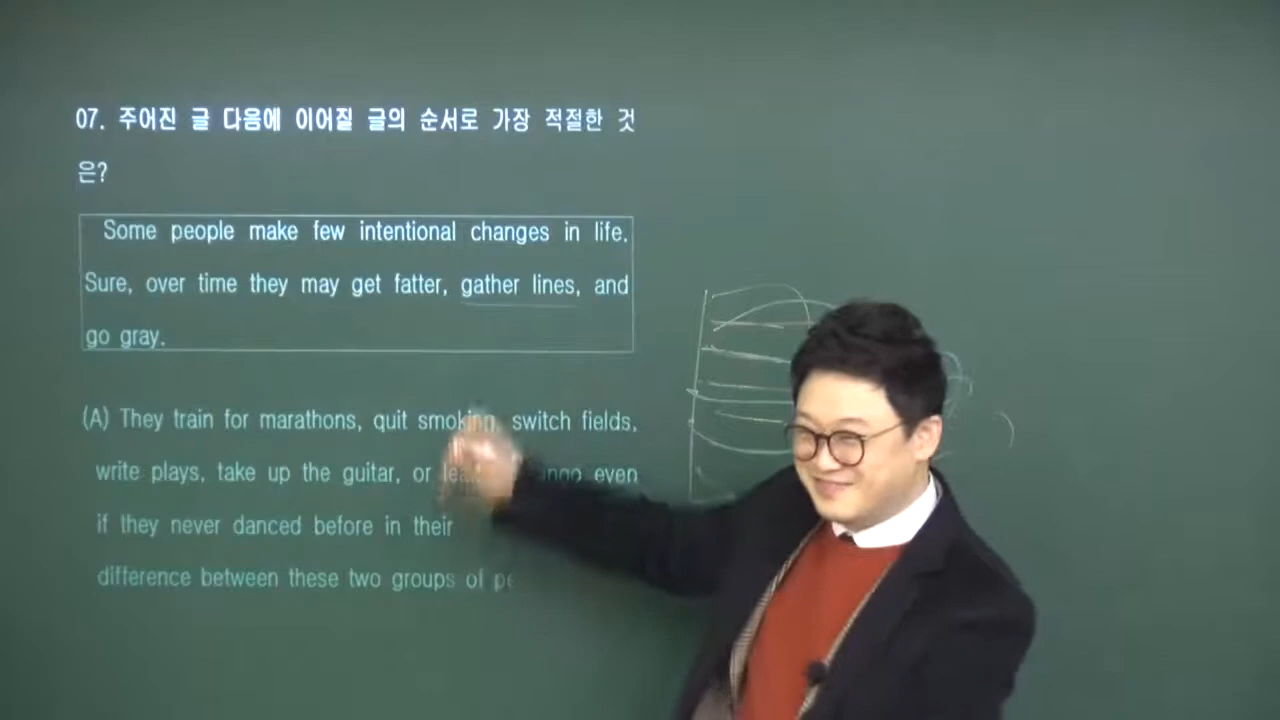 07. 주어진 글 다음에 이어질 글의 순서로 가장 적절한 것
은?
Some people make few intentional changes in life.
Sure, over time they may get fatter, gather lines, and
go gray.
(A) They train for marathons, quit smoking, switch fields,
write plays, take up the guitar, or even
if they never danced before in their
difference between these two groups of